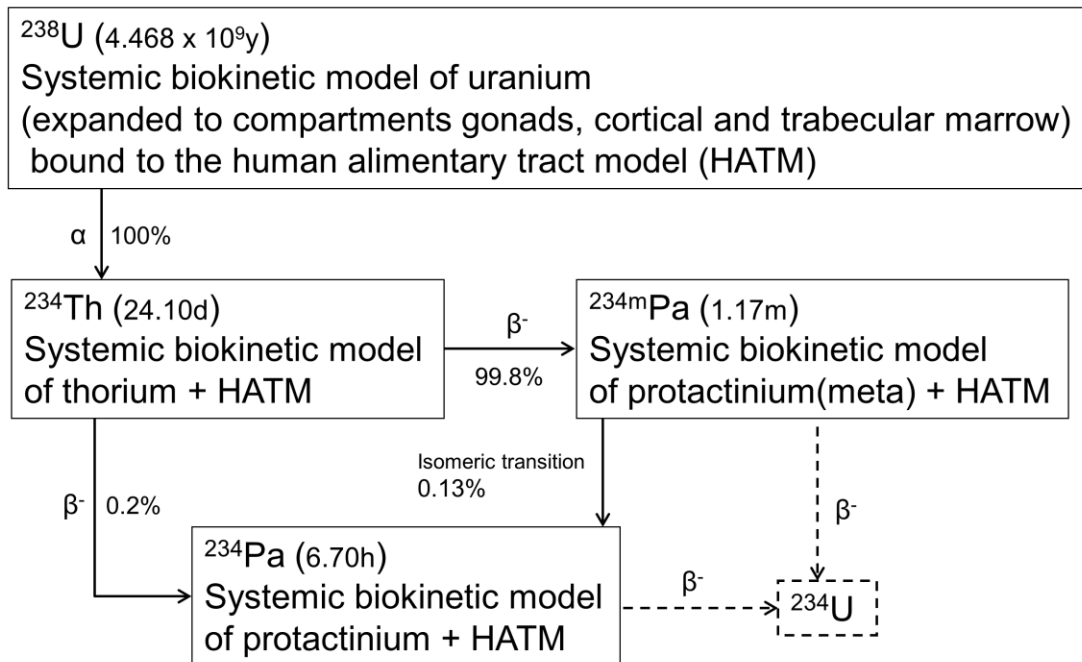 ²³⁸U (4.468 x 10⁹y)
Systemic biokinetic model of uranium
(expanded to compartments gonads, cortical and trabecular marrow)
bound to the human alimentary tract model (HATM)
α 100%
²³⁴Th (24.10d)
Systemic biokinetic model
of thorium + HATM
β⁻
99.8%
²³⁴ᵐPa (1.17m)
Systemic biokinetic model
of protactinium(meta) + HATM
β⁻ 0.2%
Isomeric transition
0.13%
β⁻
²³⁴Pa (6.70h)
Systemic biokinetic model
of protactinium + HATM
β⁻
²³⁴U